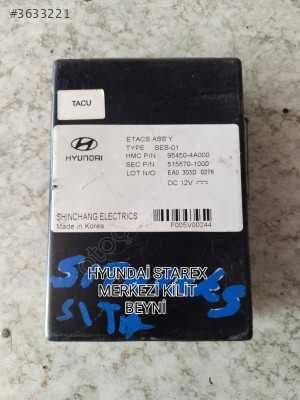 #3633221
TACU
HYUNDAI
ETACS ASS'Y
TYPE SES-01
HMC P/N 95450-4A000
SEC P/N 515870-1000
LOT N/O EA0 303D 0276
DC 12V
SHINCHANG ELECTRICS
Made in Korea
F005V00244
HYUNDAİ STAREX
MERKEZİ KİLİT
BEYNİ